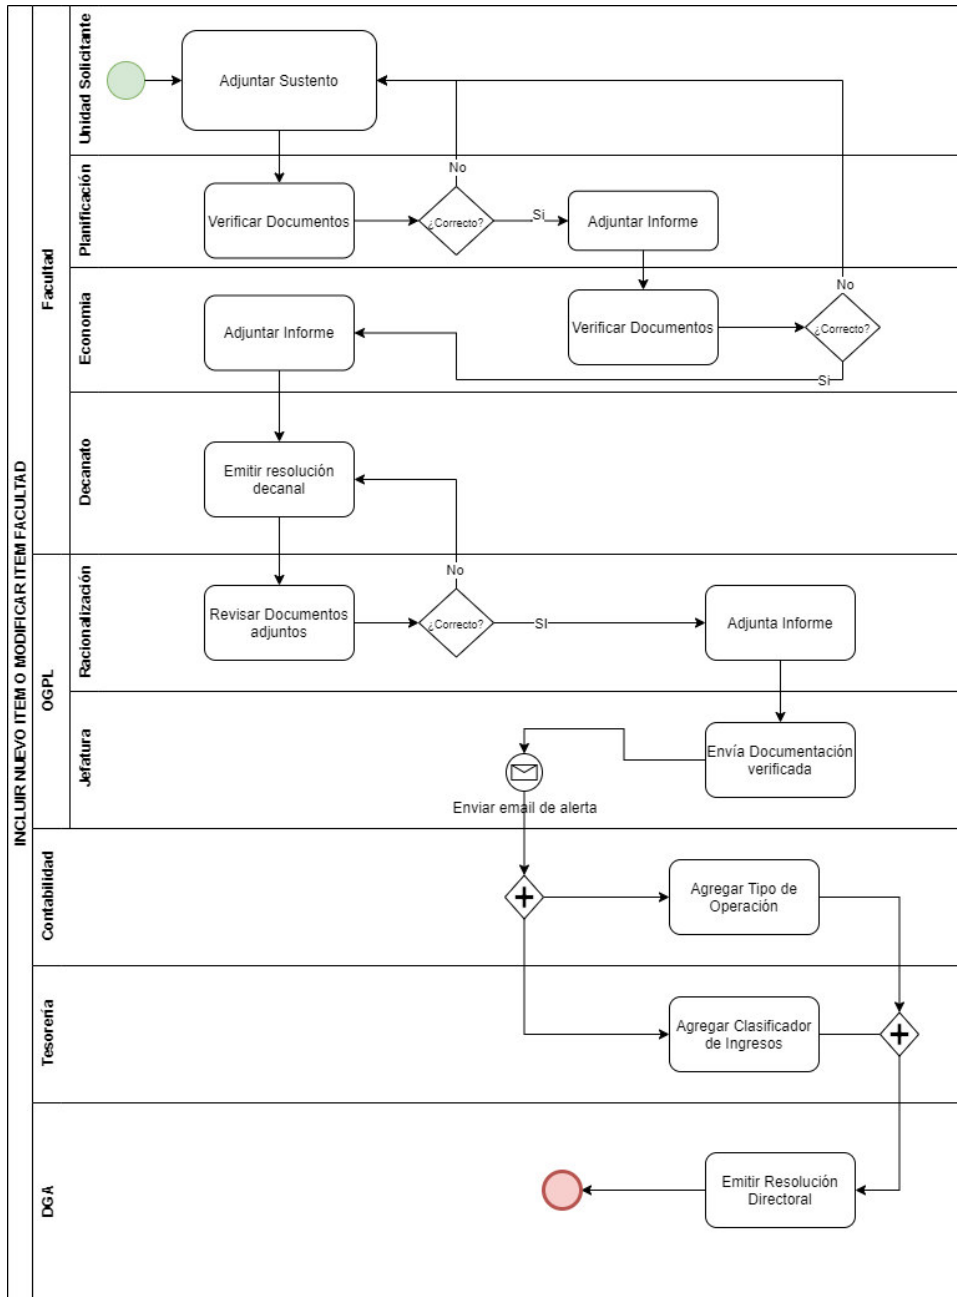 INCLUIR NUEVO ITEM O MODIFICAR ITEM FACULTAD
Facultad
Unidad Solicitante
Adjuntar Sustento
Planificación
Verificar Documentos
¿Correcto?
No
Si
Adjuntar Informe
Economia
Adjuntar Informe
Verificar Documentos
¿Correcto?
No
Si
Decanato
Emitir resolución
decanal
OGPL
Racionalización
Revisar Documentos
adjuntos
¿Correcto?
No
SI
Adjunta Informe
Jefatura
Envía Documentación
verificada
Enviar email de alerta
Contabilidad
Agregar Tipo de
Operación
Tesorería
Agregar Clasificador
de Ingresos
DGA
Emitir Resolución
Directoral